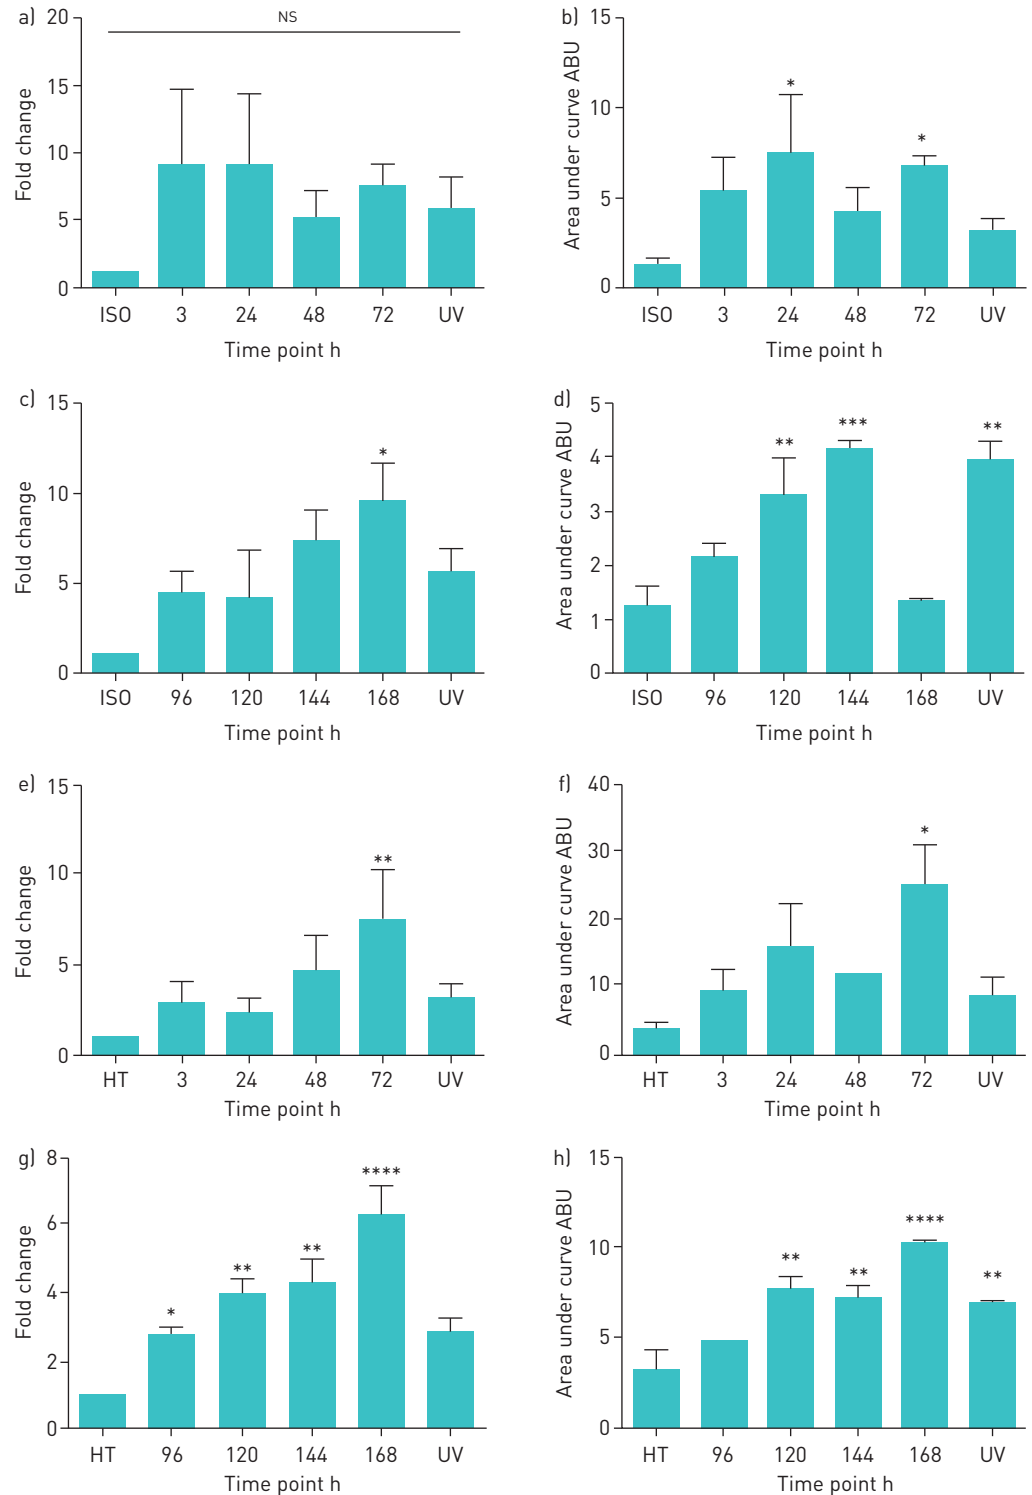 a)
20
15
10
5
0
Fold change
NS
ISO 3 24 48 72 UV
Time point h
b)
15
10
5
0
Area under curve ABU
*
*
ISO 3 24 48 72 UV
Time point h
c)
15
10
5
0
Fold change
*
ISO 96 120 144 168 UV
Time point h
d)
5
4
3
2
1
0
Area under curve ABU
**
***
**
ISO 96 120 144 168 UV
Time point h
e)
15
10
5
0
Fold change
**
HT 3 24 48 72 UV
Time point h
f)
40
30
20
10
0
Area under curve ABU
*
HT 3 24 48 72 UV
Time point h
g)
8
6
4
2
0
Fold change
*
**
**
****
HT 96 120 144 168 UV
Time point h
h)
15
10
5
0
Area under curve ABU
**
**
****
**
HT 96 120 144 168 UV
Time point h